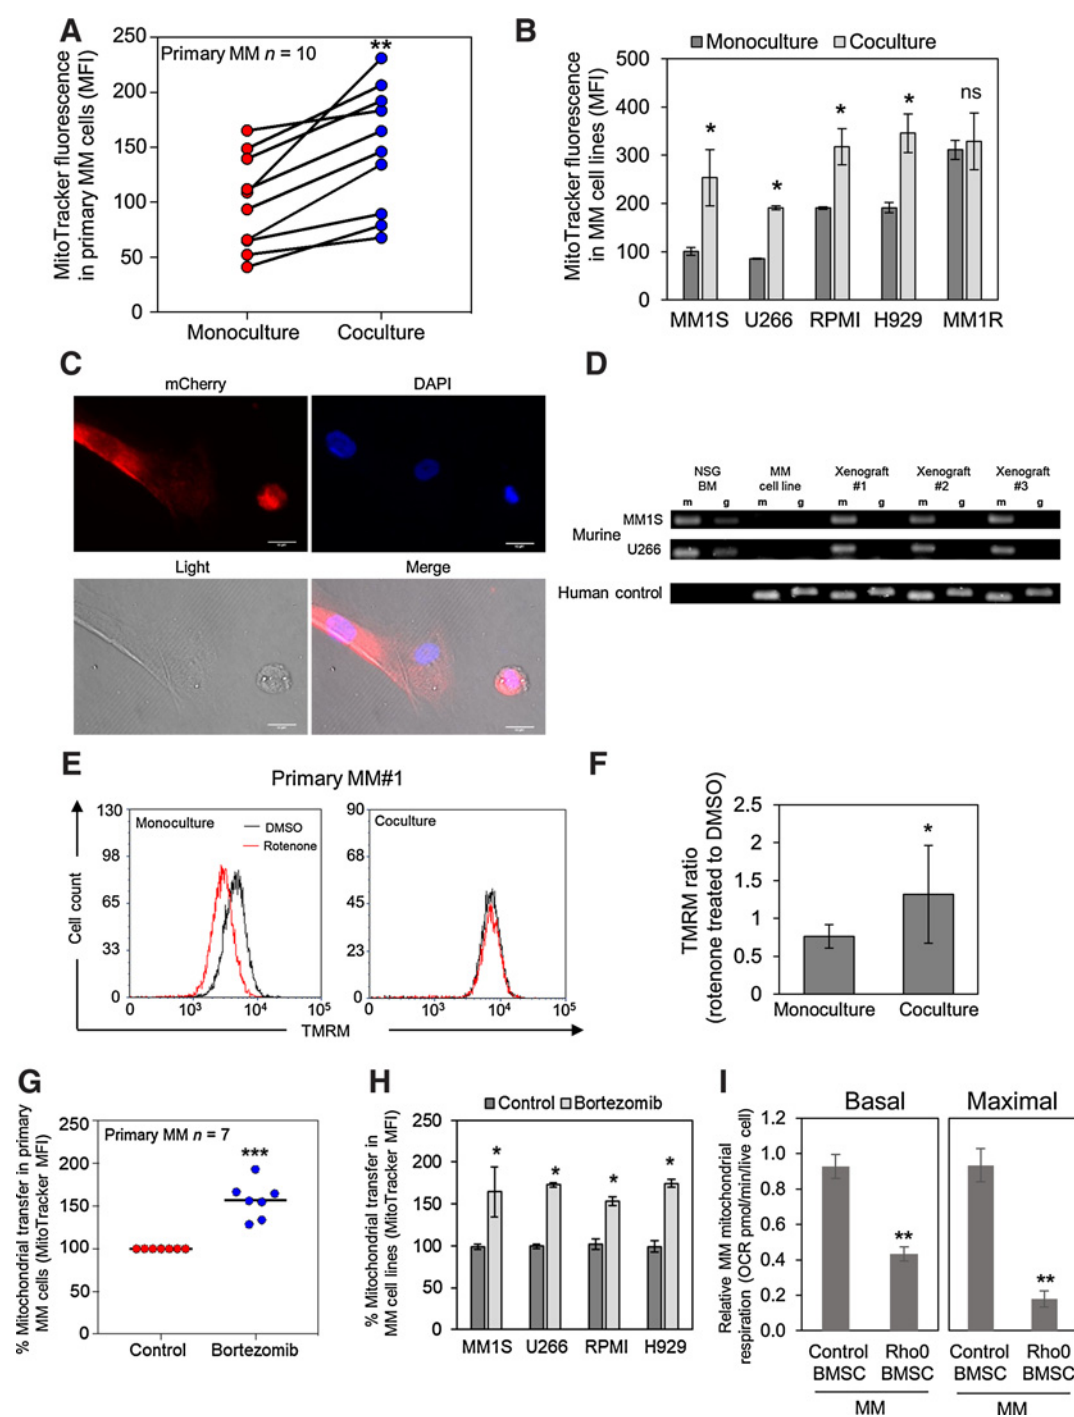 A
MitoTracker fluorescence
in primary MM cells (MFI)
250
200
150
100
50
0
Primary MM n = 10
**
Monoculture
Coculture
B
Monoculture
Coculture
MitoTracker fluorescence
in MM cell lines (MFI)
500
400
300
200
100
0
*
*
*
*
ns
MM1S
U266
RPMI
H929
MM1R
C
mCherry
DAPI
Light
Merge
D
NSG
BM
MM
cell line
Xenograft
#1
Xenograft
#2
Xenograft
#3
m g m g m g m g m g
Murine
MM1S
U266
Human control
E
Primary MM#1
Cell count
130
98
65
33
0
Monoculture
DMSO
Rotenone
0 10³ 10⁴ 10⁵
90
68
45
23
0
Coculture
0 10³ 10⁴ 10⁵
TMRM
F
TMRM ratio
(rotenone treated to DMSO)
2.5
2
1.5
1
0.5
0
*
Monoculture
Coculture
G
% Mitochondrial transfer in primary
MM cells (MitoTracker MFI)
250
200
150
100
50
0
Primary MM n = 7
***
Control
Bortezomib
H
Control
Bortezomib
% Mitochondrial transfer in
MM cell lines (MitoTracker MFI)
250
200
150
100
50
0
*
*
*
*
MM1S
U266
RPMI
H929
I
Basal
Maximal
Relative MM mitochondrial
respiration (OCR pmol/min/live cell)
1.2
1.0
0.8
0.6
0.4
0.2
0.0
**
**
Control
BMSC
Rho0
BMSC
MM
Control
BMSC
Rho0
BMSC
MM